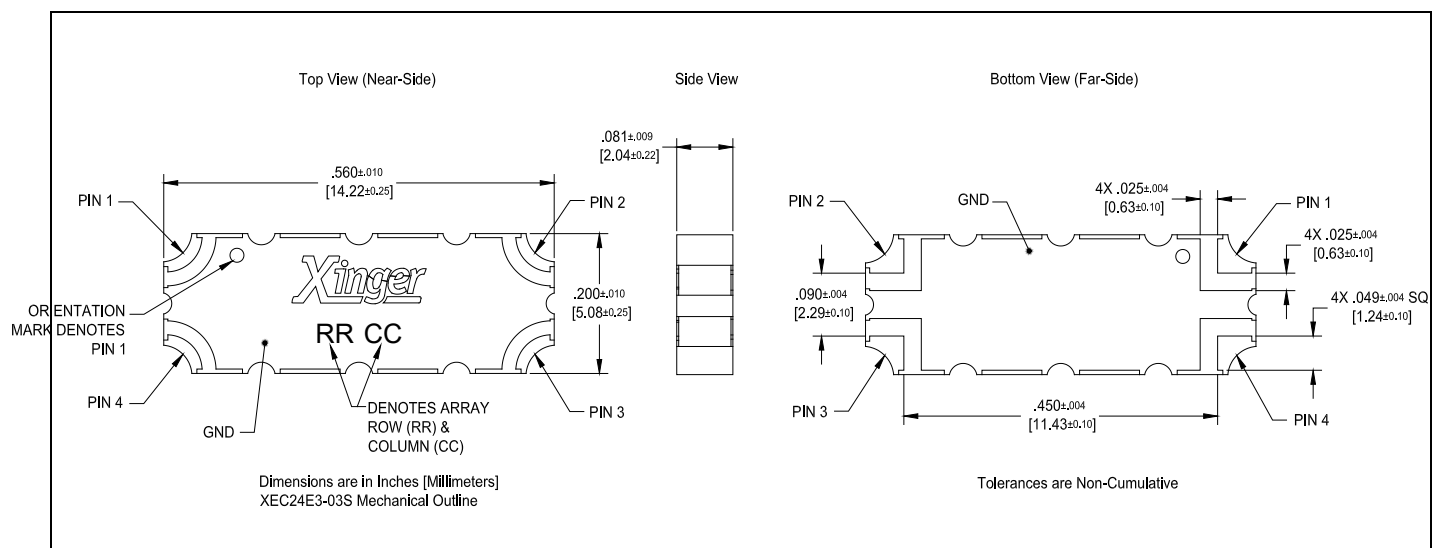 Top View (Near-Side)
Side View
Bottom View (Far-Side)
.560±.010
[14.22±0.25]
PIN 1
PIN 2
ORIENTATION
MARK DENOTES
PIN 1
Xinger
RR CC
.200±.010
[5.08±0.25]
PIN 4
GND
DENOTES ARRAY
ROW (RR) &
COLUMN (CC)
PIN 3
Dimensions are in Inches [Millimeters]
XEC24E3-03S Mechanical Outline
.081±.009
[2.04±0.22]
PIN 2
GND
4X .025±.004
[0.63±0.10]
PIN 1
4X .025±.004
[0.63±0.10]
.090±.004
[2.29±0.10]
4X .049±.004 SQ
[1.24±0.10]
PIN 3
.450±.004
[11.43±0.10]
PIN 4
Tolerances are Non-Cumulative